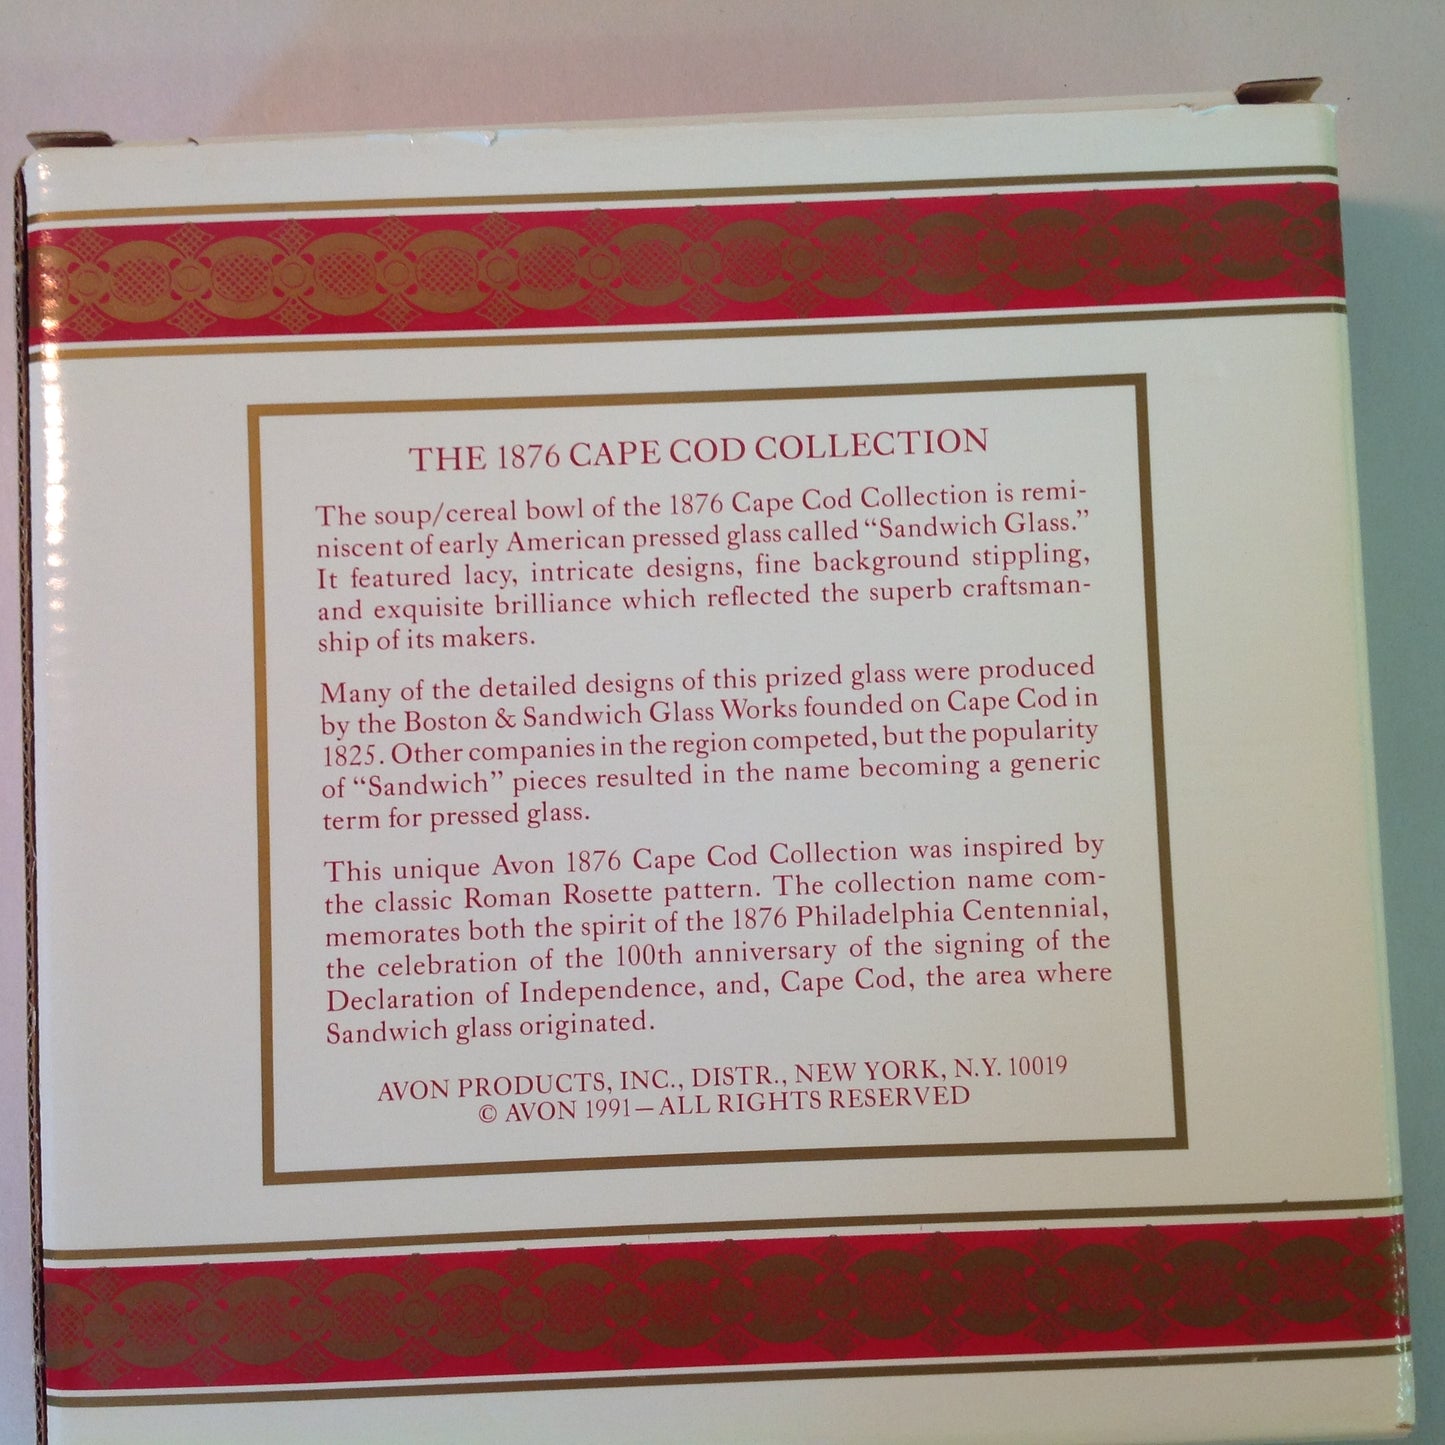 THE 1876 CAPE COD COLLECTION
The soup/cereal bowl of the 1876 Cape Cod Collection is remi-
niscent of early American pressed glass called “Sandwich Glass.”
It featured lacy, intricate designs, fine background stippling,
and exquisite brilliance which reflected the superb craftsman-
ship of its makers.
Many of the detailed designs of this prized glass were produced
by the Boston & Sandwich Glass Works founded on Cape Cod in
1825. Other companies in the region competed, but the popularity
of “Sandwich” pieces resulted in the name becoming a generic
term for pressed glass.
This unique Avon 1876 Cape Cod Collection was inspired by
the classic Roman Rosette pattern. The collection name com-
memorates both the spirit of the 1876 Philadelphia Centennial,
the celebration of the 100th anniversary of the signing of the
Declaration of Independence, and, Cape Cod, the area where
Sandwich glass originated.
AVON PRODUCTS, INC., DISTR., NEW YORK, N.Y. 10019
© AVON 1991—ALL RIGHTS RESERVED